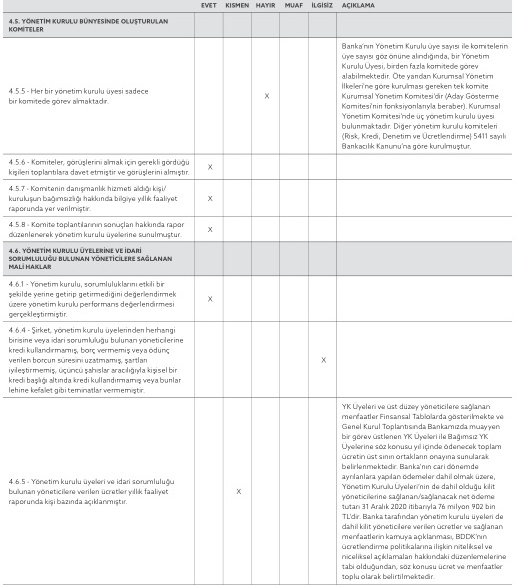 EVET KISMEN HAYIR MUAF İLGİSİZ AÇIKLAMA
4.5. YÖNETİM KURULU BÜNYESİNDE OLUŞTURULAN
KOMİTELER
4.5.5 - Her bir yönetim kurulu üyesi sadece
bir komitede görev almaktadır.
X
Banka'nın Yönetim Kurulu üye sayısı ile komitelerin
üye sayısı göz önüne alındığında, bir Yönetim
Kurulu Üyesi, birden fazla komitede görev
alabilmektedir. Öte yandan Kurumsal Yönetim
İlkeleri'ne göre kurulması gereken tek komite
Kurumsal Yönetim Komitesi'dir (Aday Gösterme
Komitesi'nin fonksiyonlarıyla beraber). Kurumsal
Yönetim Komitesi'nde üç yönetim kurulu üyesi
bulunmaktadır. Diğer yönetim kurulu komiteleri
(Risk, Kredi, Denetim ve Ücretlendirme) 5411 sayılı
Bankacılık Kanunu'na göre kurulmuştur.
4.5.6 - Komiteler, görüşlerini almak için gerekli gördüğü
kişileri toplantılara davet etmiştir ve görüşlerini almıştır.
X
4.5.7 - Komitenin danışmanlık hizmeti aldığı kişi/
kuruluşun bağımsızlığı hakkında bilgiye yıllık faaliyet
raporunda yer verilmiştir.
X
4.5.8 - Komite toplantılarının sonuçları hakkında rapor
düzenlenerek yönetim kurulu üyelerine sunulmuştur.
X
4.6. YÖNETİM KURULU ÜYELERİNE VE İDARİ
SORUMLULUĞU BULUNAN YÖNETİCİLERE SAĞLANAN
MALİ HAKLAR
4.6.1 - Yönetim kurulu, sorumluluklarını etkili bir
şekilde yerine getirip getirmediğini değerlendirmek
üzere yönetim kurulu performans değerlendirmesi
gerçekleştirmiştir.
X
4.6.4 - Şirket, yönetim kurulu üyelerinden herhangi
birisine veya idari sorumluluğu bulunan yöneticilerine
kredi kullandırmamış, borç vermemiş veya ödünç
verilen borcun süresini uzatmamış, şartları
iyileştirmemiş, üçüncü şahıslar aracılığıyla kişisel bir
kredi başlığı altında kredi kullandırmamış veya bunlar
lehine kefalet gibi teminatlar vermemiştir.
X
4.6.5 - Yönetim kurulu üyeleri ve idari sorumluluğu
bulunan yöneticilere verilen ücretler yıllık faaliyet
raporunda kişi bazında açıklanmıştır.
X
YK Üyeleri ve üst düzey yöneticilere sağlanan
menfaatler Finansal Tablolarda gösterilmekte ve
Genel Kurul Toplantısında Bankamızda muayyen
bir görev üstlenen YK Üyeleri ile Bağımsız YK
Üyelerine söz konusu yıl içinde ödenecek toplam
ücretin üst sınırı ortakların onayına sunularak
belirlenmektedir. Banka'nın cari dönemde
ayrılanlara yapılan ödemeler dahil olmak üzere,
Yönetim Kurulu Üyeleri'nin de dahil olduğu kilit
yöneticilerine sağlanan/sağlanacak net ödeme
tutarı 31 Aralık 2020 itibarıyla 76 milyon 902 bin
TL'dir. Banka tarafından yönetim kurulu üyeleri de
dahil kilit yöneticilere verilen ücretler ve sağlanan
menfaatlerin kamuya açıklanması, BDDK'nın
ücretlendirme politikalarına ilişkin niteliksel ve
niceliksel açıklamaları hakkındaki düzenlemelerine
tabi olduğundan; söz konusu ücret ve menfaatler
toplu olarak belirtilmektedir.